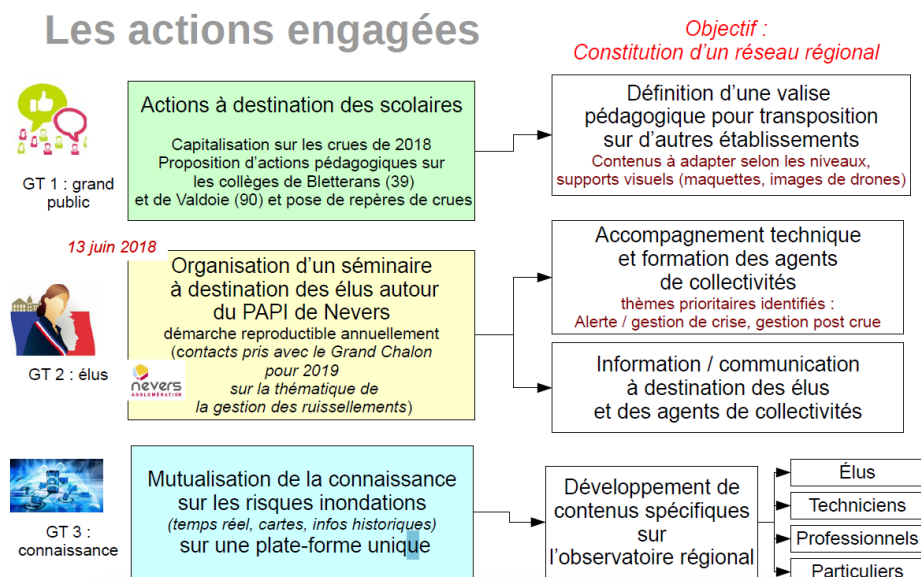 Les actions engagées
Objectif :
Constitution d'un réseau régional
GT 1 : grand
public
Actions à destination des scolaires
Capitalisation sur les crues de 2018
Proposition d'actions pédagogiques sur
les collèges de Bletterans (39)
et de Valdoie (90) et pose de repères de crues
Définition d'une valise
pédagogique pour transposition
sur d'autres établissements
Contenus à adapter selon les niveaux,
supports visuels (maquettes, images de drones)
13 juin 2018
GT 2 : élus
nevers
AGGLOMÉRATION
Organisation d'un séminaire
à destination des élus autour
du PAPI de Nevers
démarche reproductible annuellement
(contacts pris avec le Grand Chalon
pour 2019
sur la thématique de
la gestion des ruissellements)
Accompagnement technique
et formation des agents
de collectivités
thèmes prioritaires identifiés :
Alerte / gestion de crise, gestion post crue
Information / communication
à destination des élus
et des agents de collectivités
GT 3 :
connaissance
Mutualisation de la connaissance
sur les risques inondations
(temps réel, cartes, infos historiques)
sur une plate-forme unique
Développement de
contenus spécifiques
sur
l'observatoire régional
Élus
Techniciens
Professionnels
Particuliers